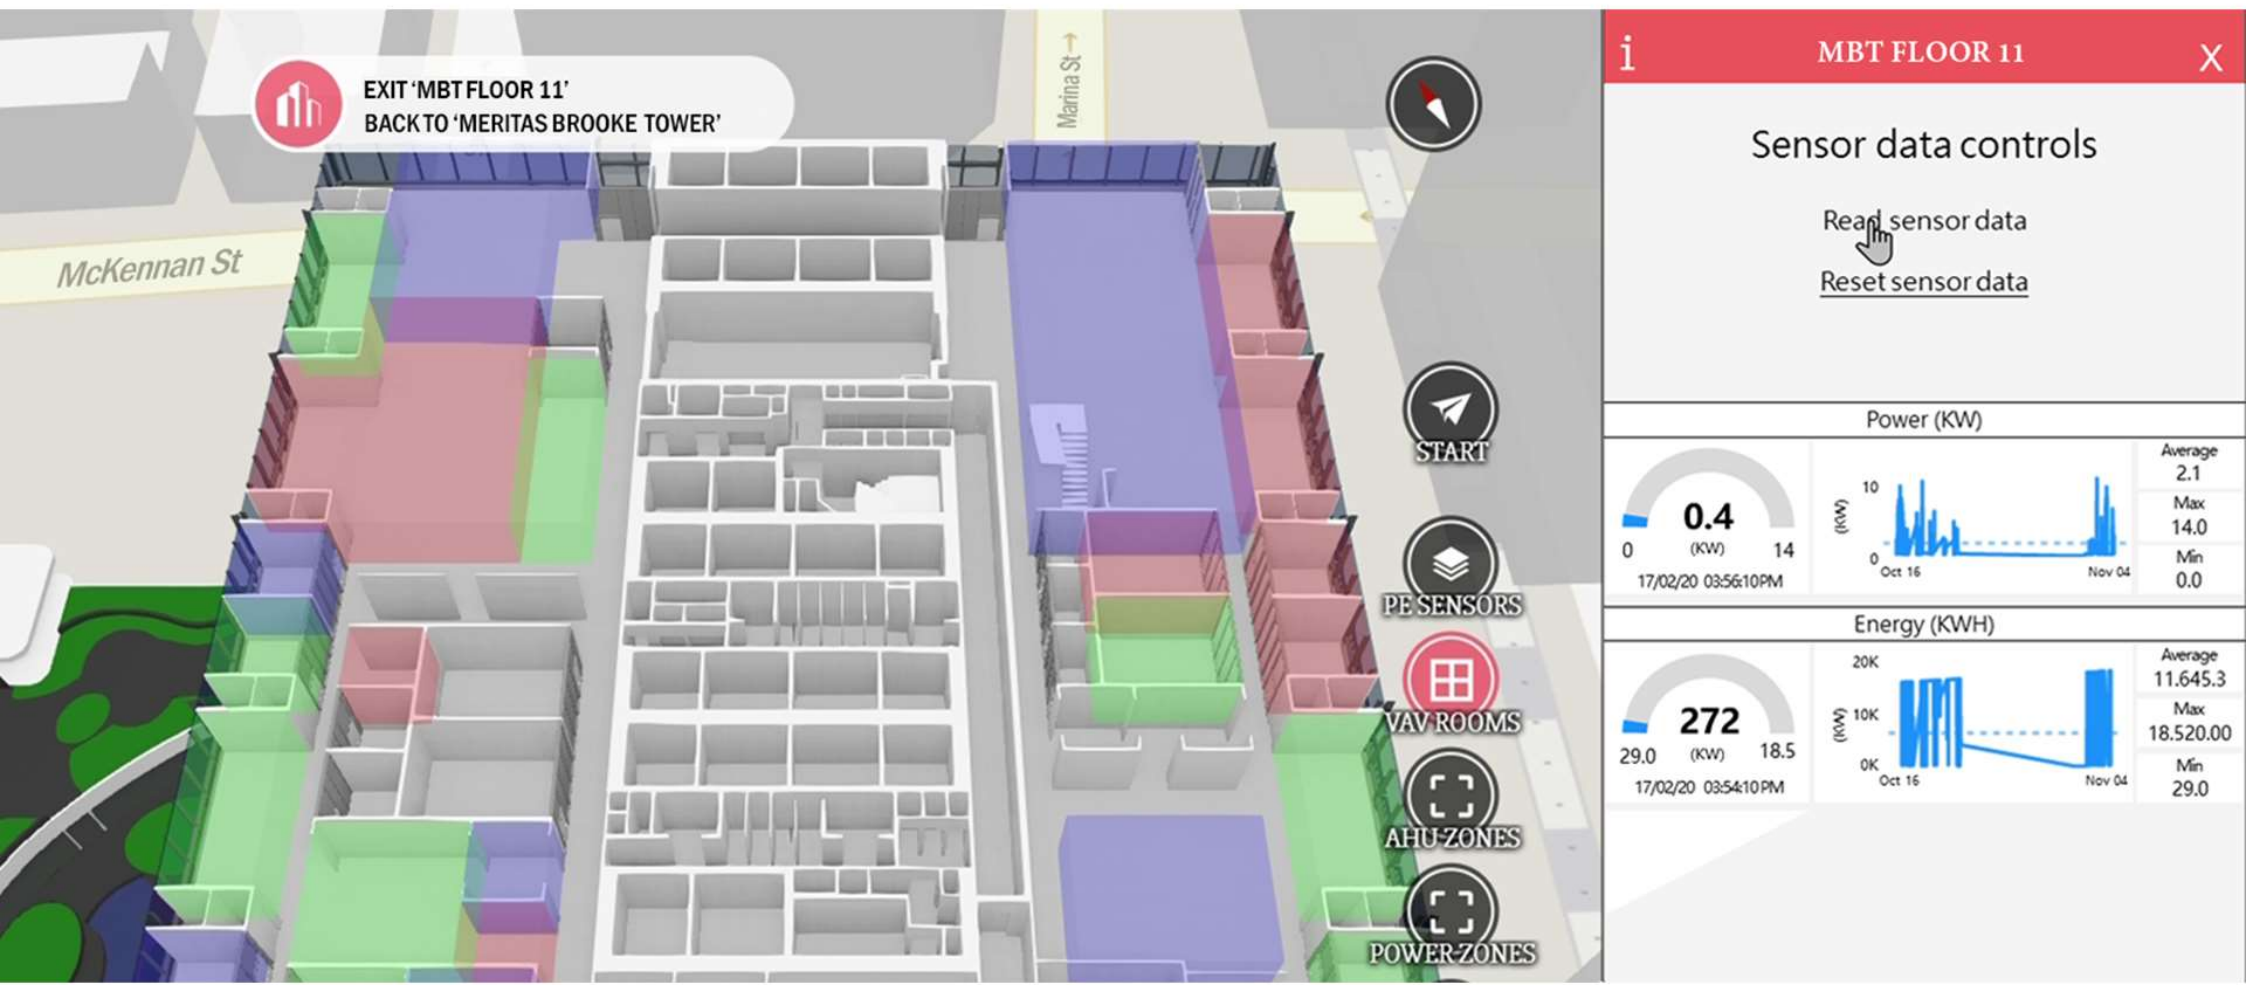 EXIT 'MBT FLOOR 11'
BACK TO 'MERITAS BROOKE TOWER'
Marina St →
McKennan St
START
PE SENSORS
VAV ROOMS
AHU ZONES
POWER ZONES
i
MBT FLOOR 11
X
Sensor data controls
Read sensor data
Reset sensor data
Power (KW)
0.4
(KW)
0
14
17/02/20 03:56:10PM
(KW)
10
0
Oct 16
Nov 04
Average
2.1
Max
14.0
Min
0.0
Energy (KWH)
272
(KW)
29.0
18.5
17/02/20 03:54:10PM
(KW)
20K
10K
0K
Oct 16
Nov 04
Average
11.645.3
Max
18.520.00
Min
29.0